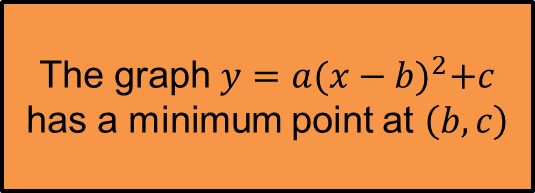 The graph y = a(x − b)²+c
has a minimum point at (b, c)